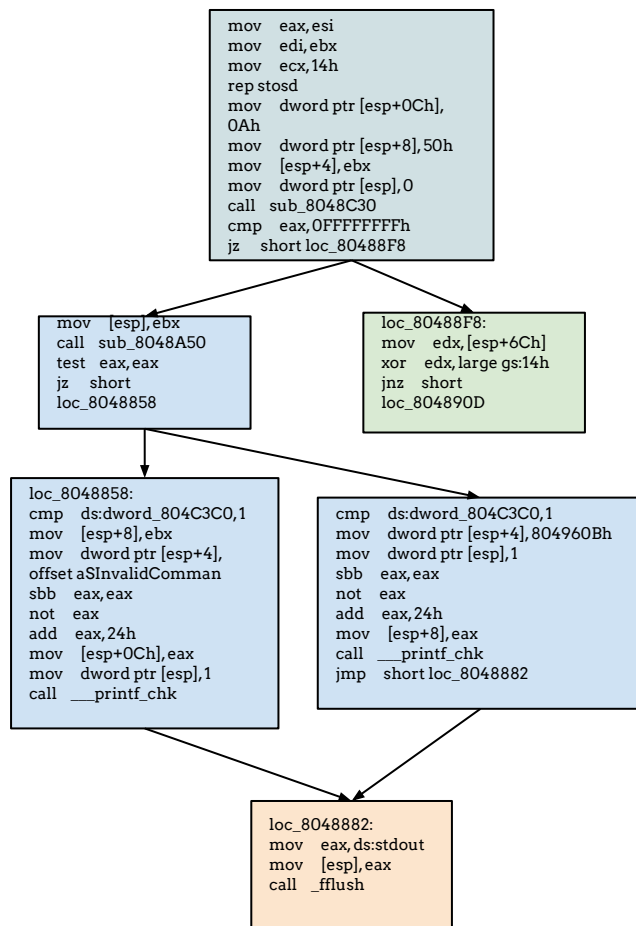 mov eax,esi
mov edi,ebx
mov ecx,14h
rep stosd
mov dword ptr [esp+0Ch],
0Ah
mov dword ptr [esp+8],50h
mov [esp+4],ebx
mov dword ptr [esp],0
call sub_8048C30
cmp eax,0FFFFFFFFh
jz short loc_80488F8
mov [esp],ebx
call sub_8048A50
test eax,eax
jz short
loc_8048858
loc_80488F8:
mov edx,[esp+6Ch]
xor edx,large gs:14h
jnz short
loc_804890D
loc_8048858:
cmp ds:dword_804C3C0,1
mov [esp+8],ebx
mov dword ptr [esp+4],
offset aSInvalidComman
sbb eax,eax
not eax
add eax,24h
mov [esp+0Ch],eax
mov dword ptr [esp],1
call ___printf_chk
cmp ds:dword_804C3C0,1
mov dword ptr [esp+4],804960Bh
mov dword ptr [esp],1
sbb eax,eax
not eax
add eax,24h
mov [esp+8],eax
call ___printf_chk
jmp short loc_8048882
loc_8048882:
mov eax,ds:stdout
mov [esp],eax
call _fflush